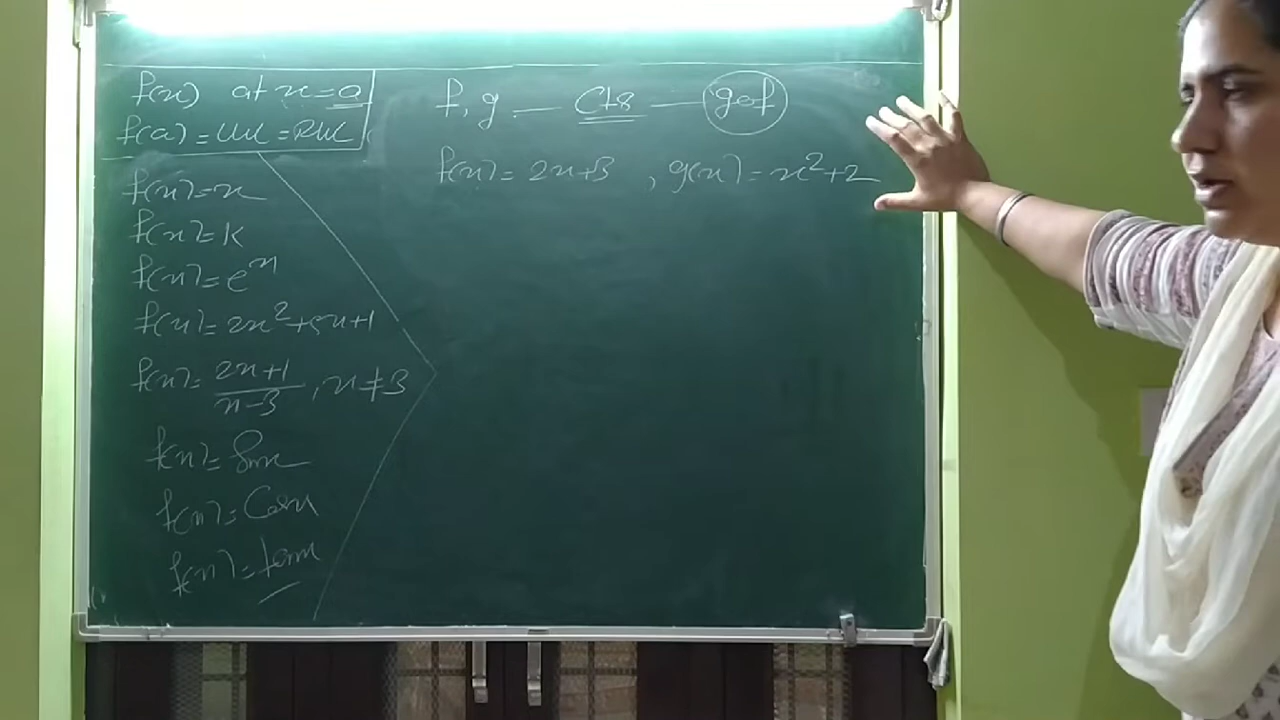 f(x) at x=a
f(a)=LHL=RHL
f(x)=x
f(x)=K
f(x)=e^x
f(x)=2x²+5x+1
f(x)=(2x+1)/(x-3), x≠3
f(x)=Sinx
f(x)=Cosx
f(x)=tanx
f, g — Cts — gof
f(x)=2x+3, g(x)=x²+2